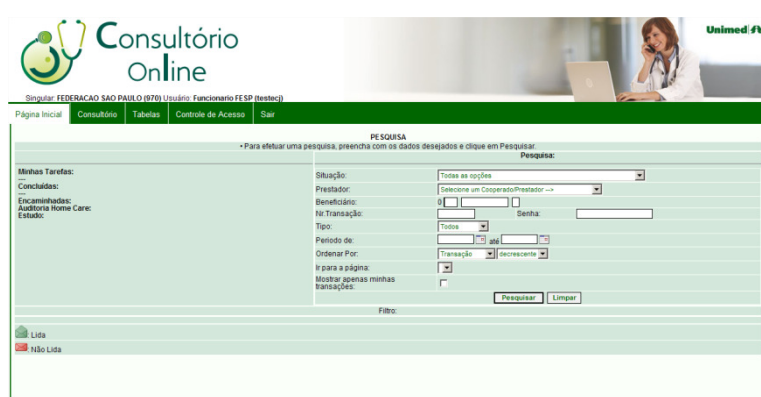 Consultório
Online
Unimed
Singular: FEDERACAO SAO PAULO (970) Usuário: Funcionario FESP (testecj)
Página Inicial Consultório Tabelas Controle de Acesso Sair
PESQUISA
• Para efetuar uma pesquisa, preencha com os dados desejados e clique em Pesquisar.
Pesquisa:
Minhas Tarefas:
---
Concluídas:
---
Encaminhadas:
Auditoria Home Care:
Estudo:
Situação: Todas as opções
Prestador: Selecione um Cooperado/Prestador -->
Beneficiário: 0
Nr.Transação: Senha:
Tipo: Todos
Periodo de: até
Ordenar Por: Transação decrescente
Ir para a página:
Mostrar apenas minhas
transações:
Pesquisar Limpar
Filtro:
Lida
Não Lida